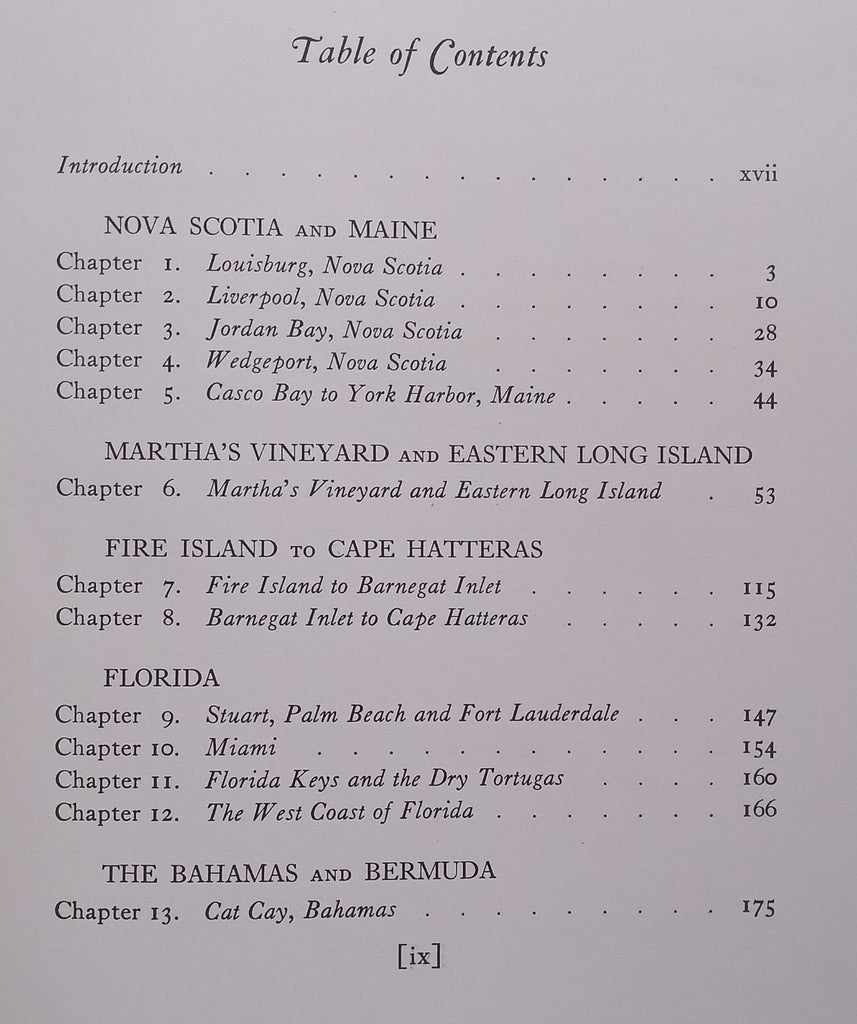 Table of Contents
Introduction . . . . . . . . . . . . . . . xvii
NOVA SCOTIA AND MAINE
Chapter 1. Louisburg, Nova Scotia . . . . . . . . 3
Chapter 2. Liverpool, Nova Scotia . . . . . . . . 10
Chapter 3. Jordan Bay, Nova Scotia . . . . . . . 28
Chapter 4. Wedgeport, Nova Scotia . . . . . . . 34
Chapter 5. Casco Bay to York Harbor, Maine . . . . . 44
MARTHA'S VINEYARD AND EASTERN LONG ISLAND
Chapter 6. Martha's Vineyard and Eastern Long Island . 53
FIRE ISLAND TO CAPE HATTERAS
Chapter 7. Fire Island to Barnegat Inlet . . . . . . 115
Chapter 8. Barnegat Inlet to Cape Hatteras . . . . . 132
FLORIDA
Chapter 9. Stuart, Palm Beach and Fort Lauderdale . . . 147
Chapter 10. Miami . . . . . . . . . . . . 154
Chapter 11. Florida Keys and the Dry Tortugas . . . . 160
Chapter 12. The West Coast of Florida . . . . . . . 166
THE BAHAMAS AND BERMUDA
Chapter 13. Cat Cay, Bahamas . . . . . . . . . 175
[ix]